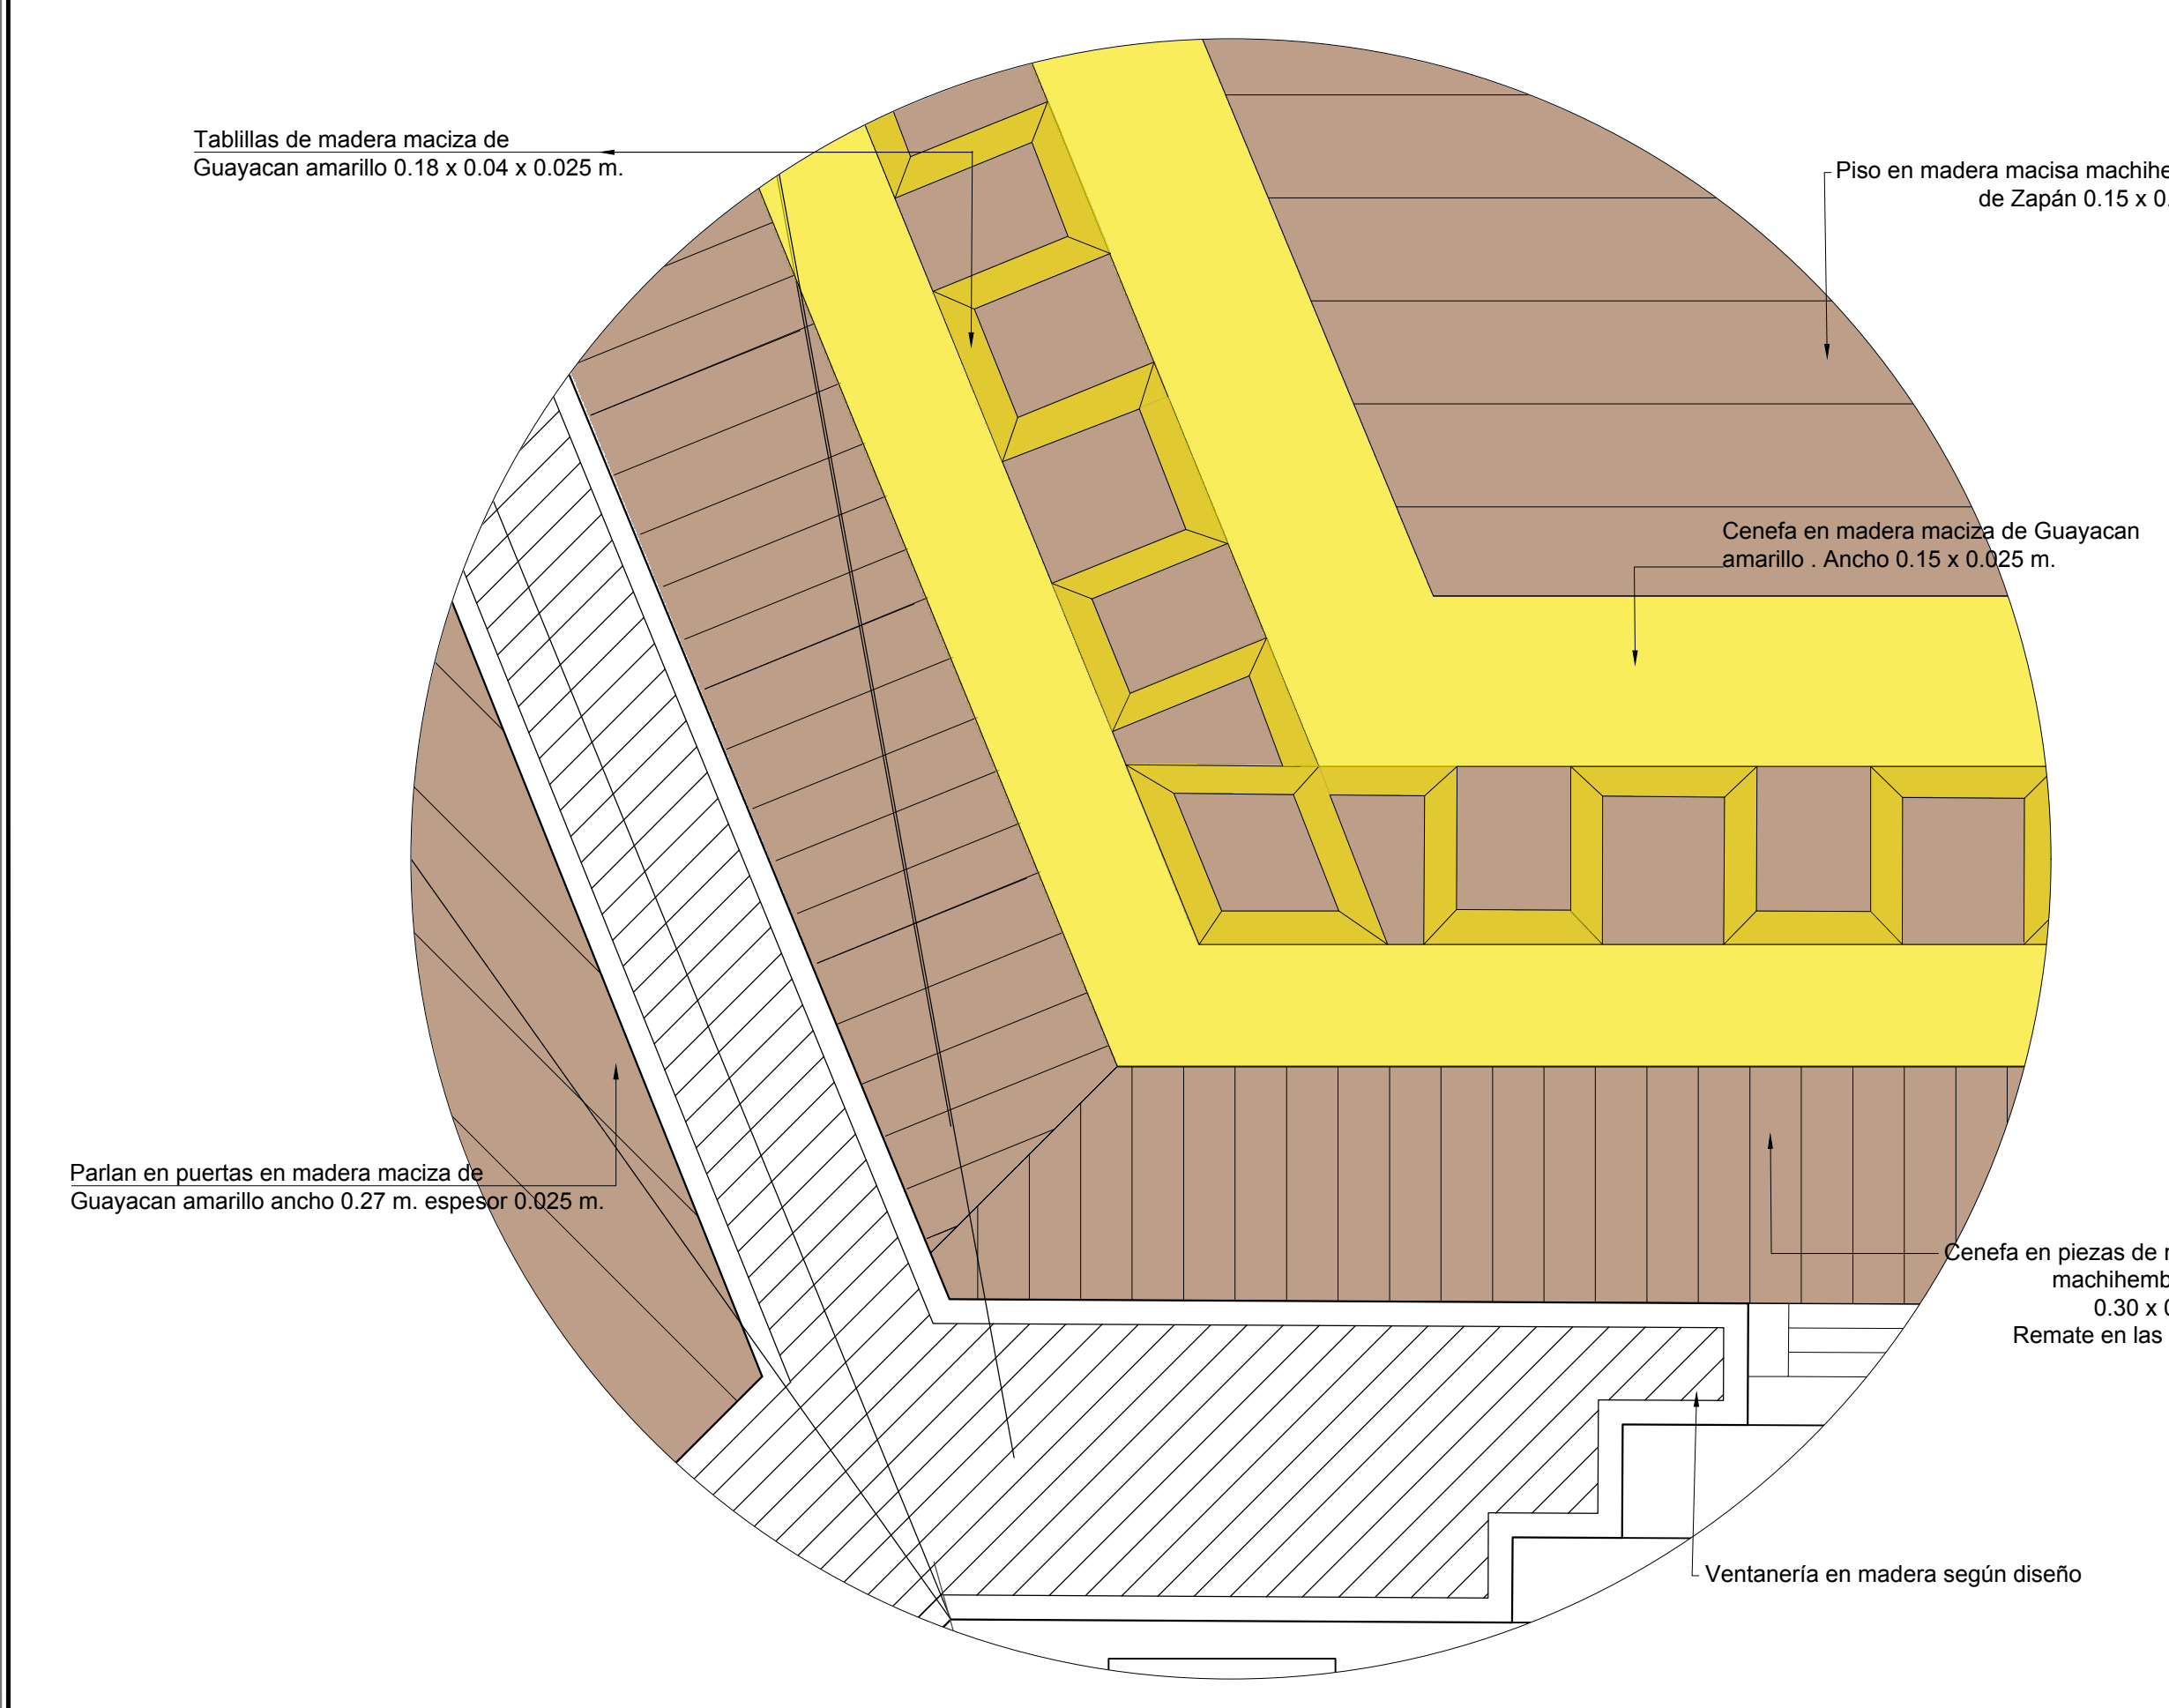 Tablillas de madera maciza de
Guayacan amarillo 0.18 x 0.04 x 0.025 m.
Piso en madera macisa machihe
de Zapán 0.15 x 0.
Cenefa en madera maciza de Guayacan
amarillo . Ancho 0.15 x 0.025 m.
Parlan en puertas en madera maciza de
Guayacan amarillo ancho 0.27 m. espesor 0.025 m.
Cenefa en piezas de
machihemb
0.30 x
Remate en las
Ventanería en madera según diseño